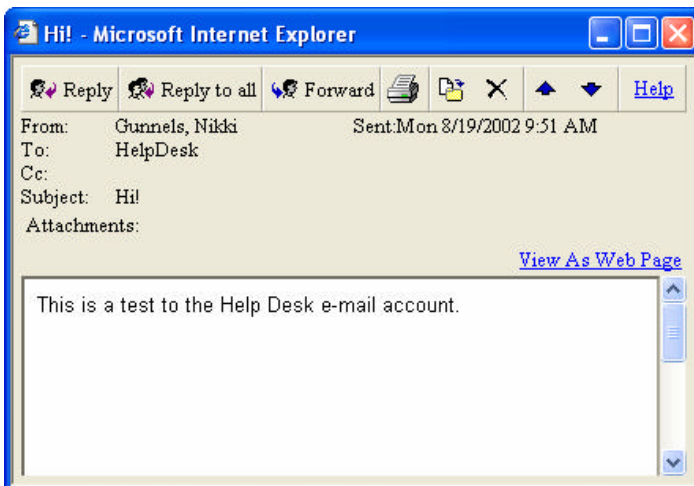 Hi! - Microsoft Internet Explorer
Reply Reply to all Forward Help
From: Gunnels, Nikki Sent:Mon 8/19/2002 9:51 AM
To: HelpDesk
Cc:
Subject: Hi!
Attachments:
View As Web Page
This is a test to the Help Desk e-mail account.